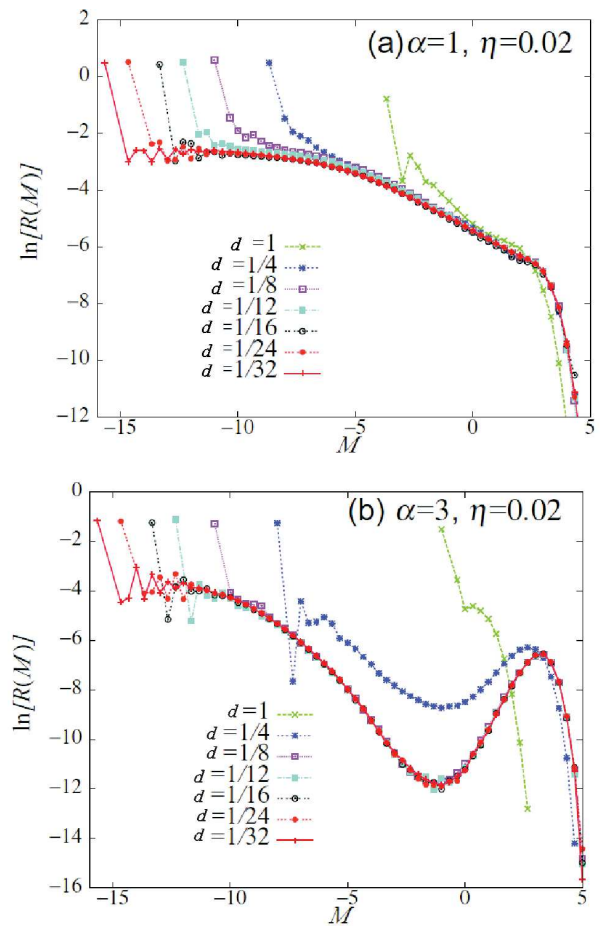 (a) α=1, η=0.02
2
0
−2
−4
−6
−8
−10
−12
ln[R(M)]
d =1
d =1/4
d =1/8
d =1/12
d =1/16
d =1/24
d =1/32
−15 −10 −5 0 5
M
(b) α=3, η=0.02
0
−2
−4
−6
−8
−10
−12
−14
−16
ln[R(M)]
d =1
d =1/4
d =1/8
d =1/12
d =1/16
d =1/24
d =1/32
−15 −10 −5 0 5
M